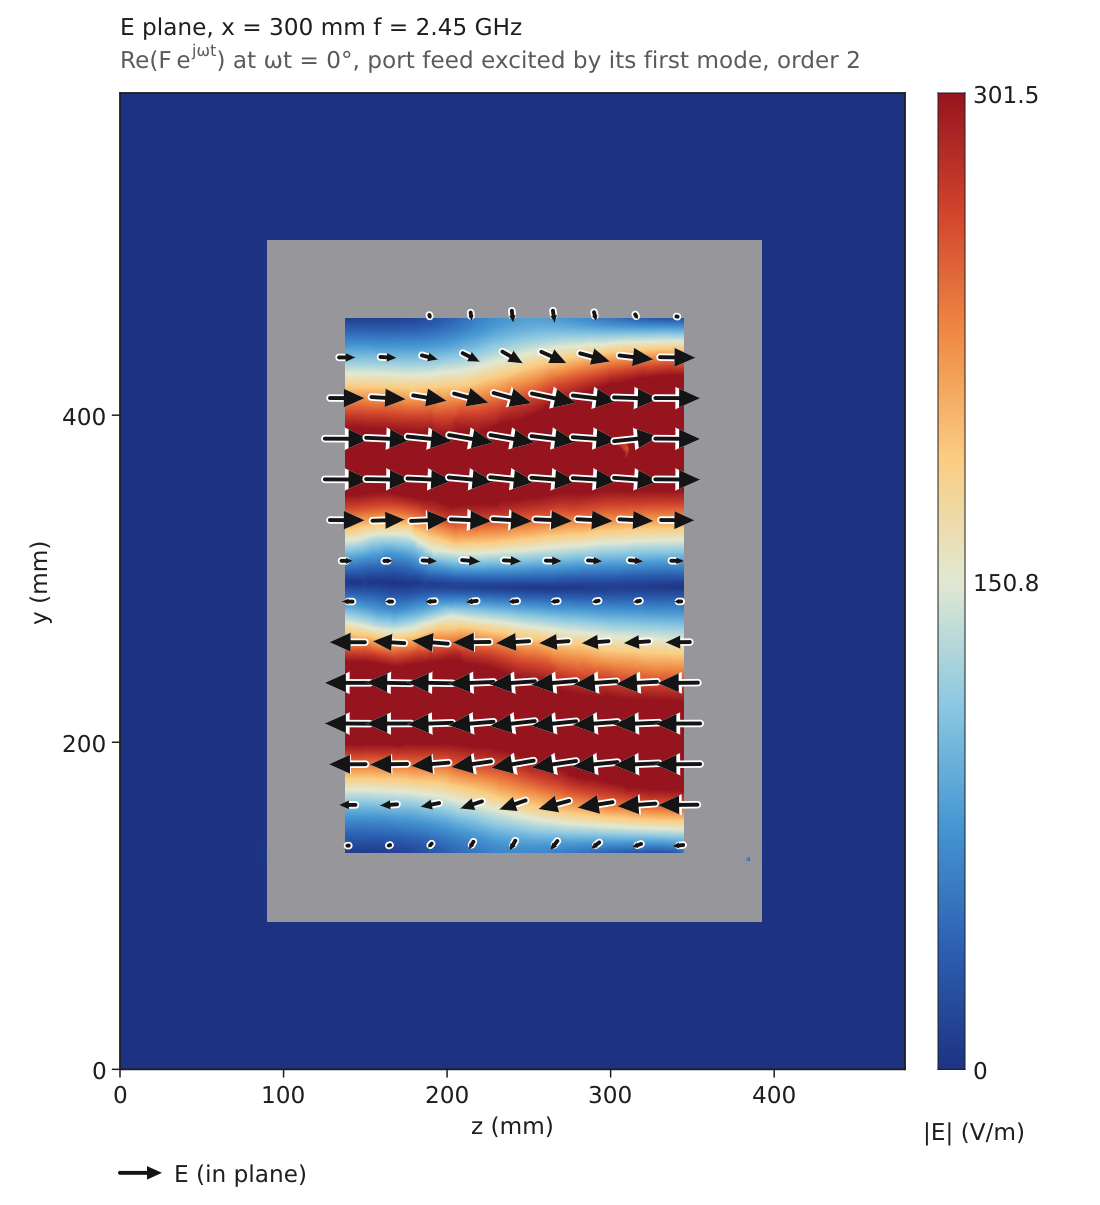 E plane, x = 300 mm f = 2.45 GHz
Re(F e^jωt) at ωt = 0°, port feed excited by its first mode, order 2
301.5
150.8
0
|E| (V/m)
400
200
0
y (mm)
0 100 200 300 400
z (mm)
E (in plane)